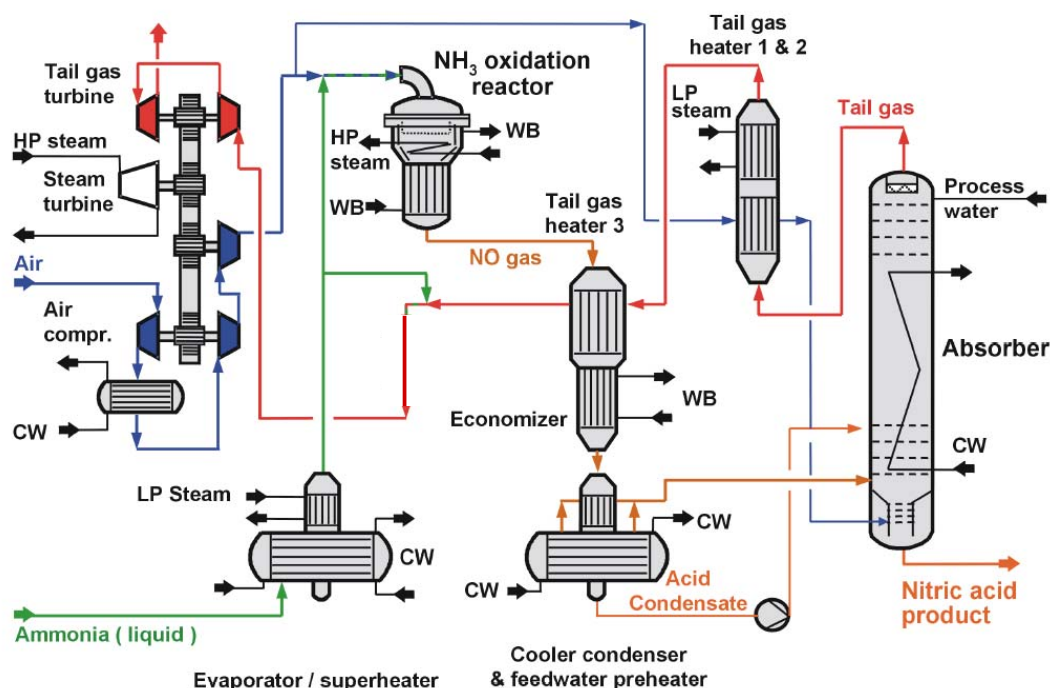 Tail gas
turbine
HP steam
Steam
turbine
Air
Air
compr.
CW
NH3 oxidation
reactor
HP
steam
WB
WB
NO gas
Tail gas
heater 3
Tail gas
heater 1 & 2
LP
steam
Tail gas
Process
water
Absorber
CW
Economizer
WB
LP Steam
CW
CW
CW
Acid
Condensate
Nitric acid
product
Ammonia ( liquid )
Evaporator / superheater
Cooler condenser
& feedwater preheater